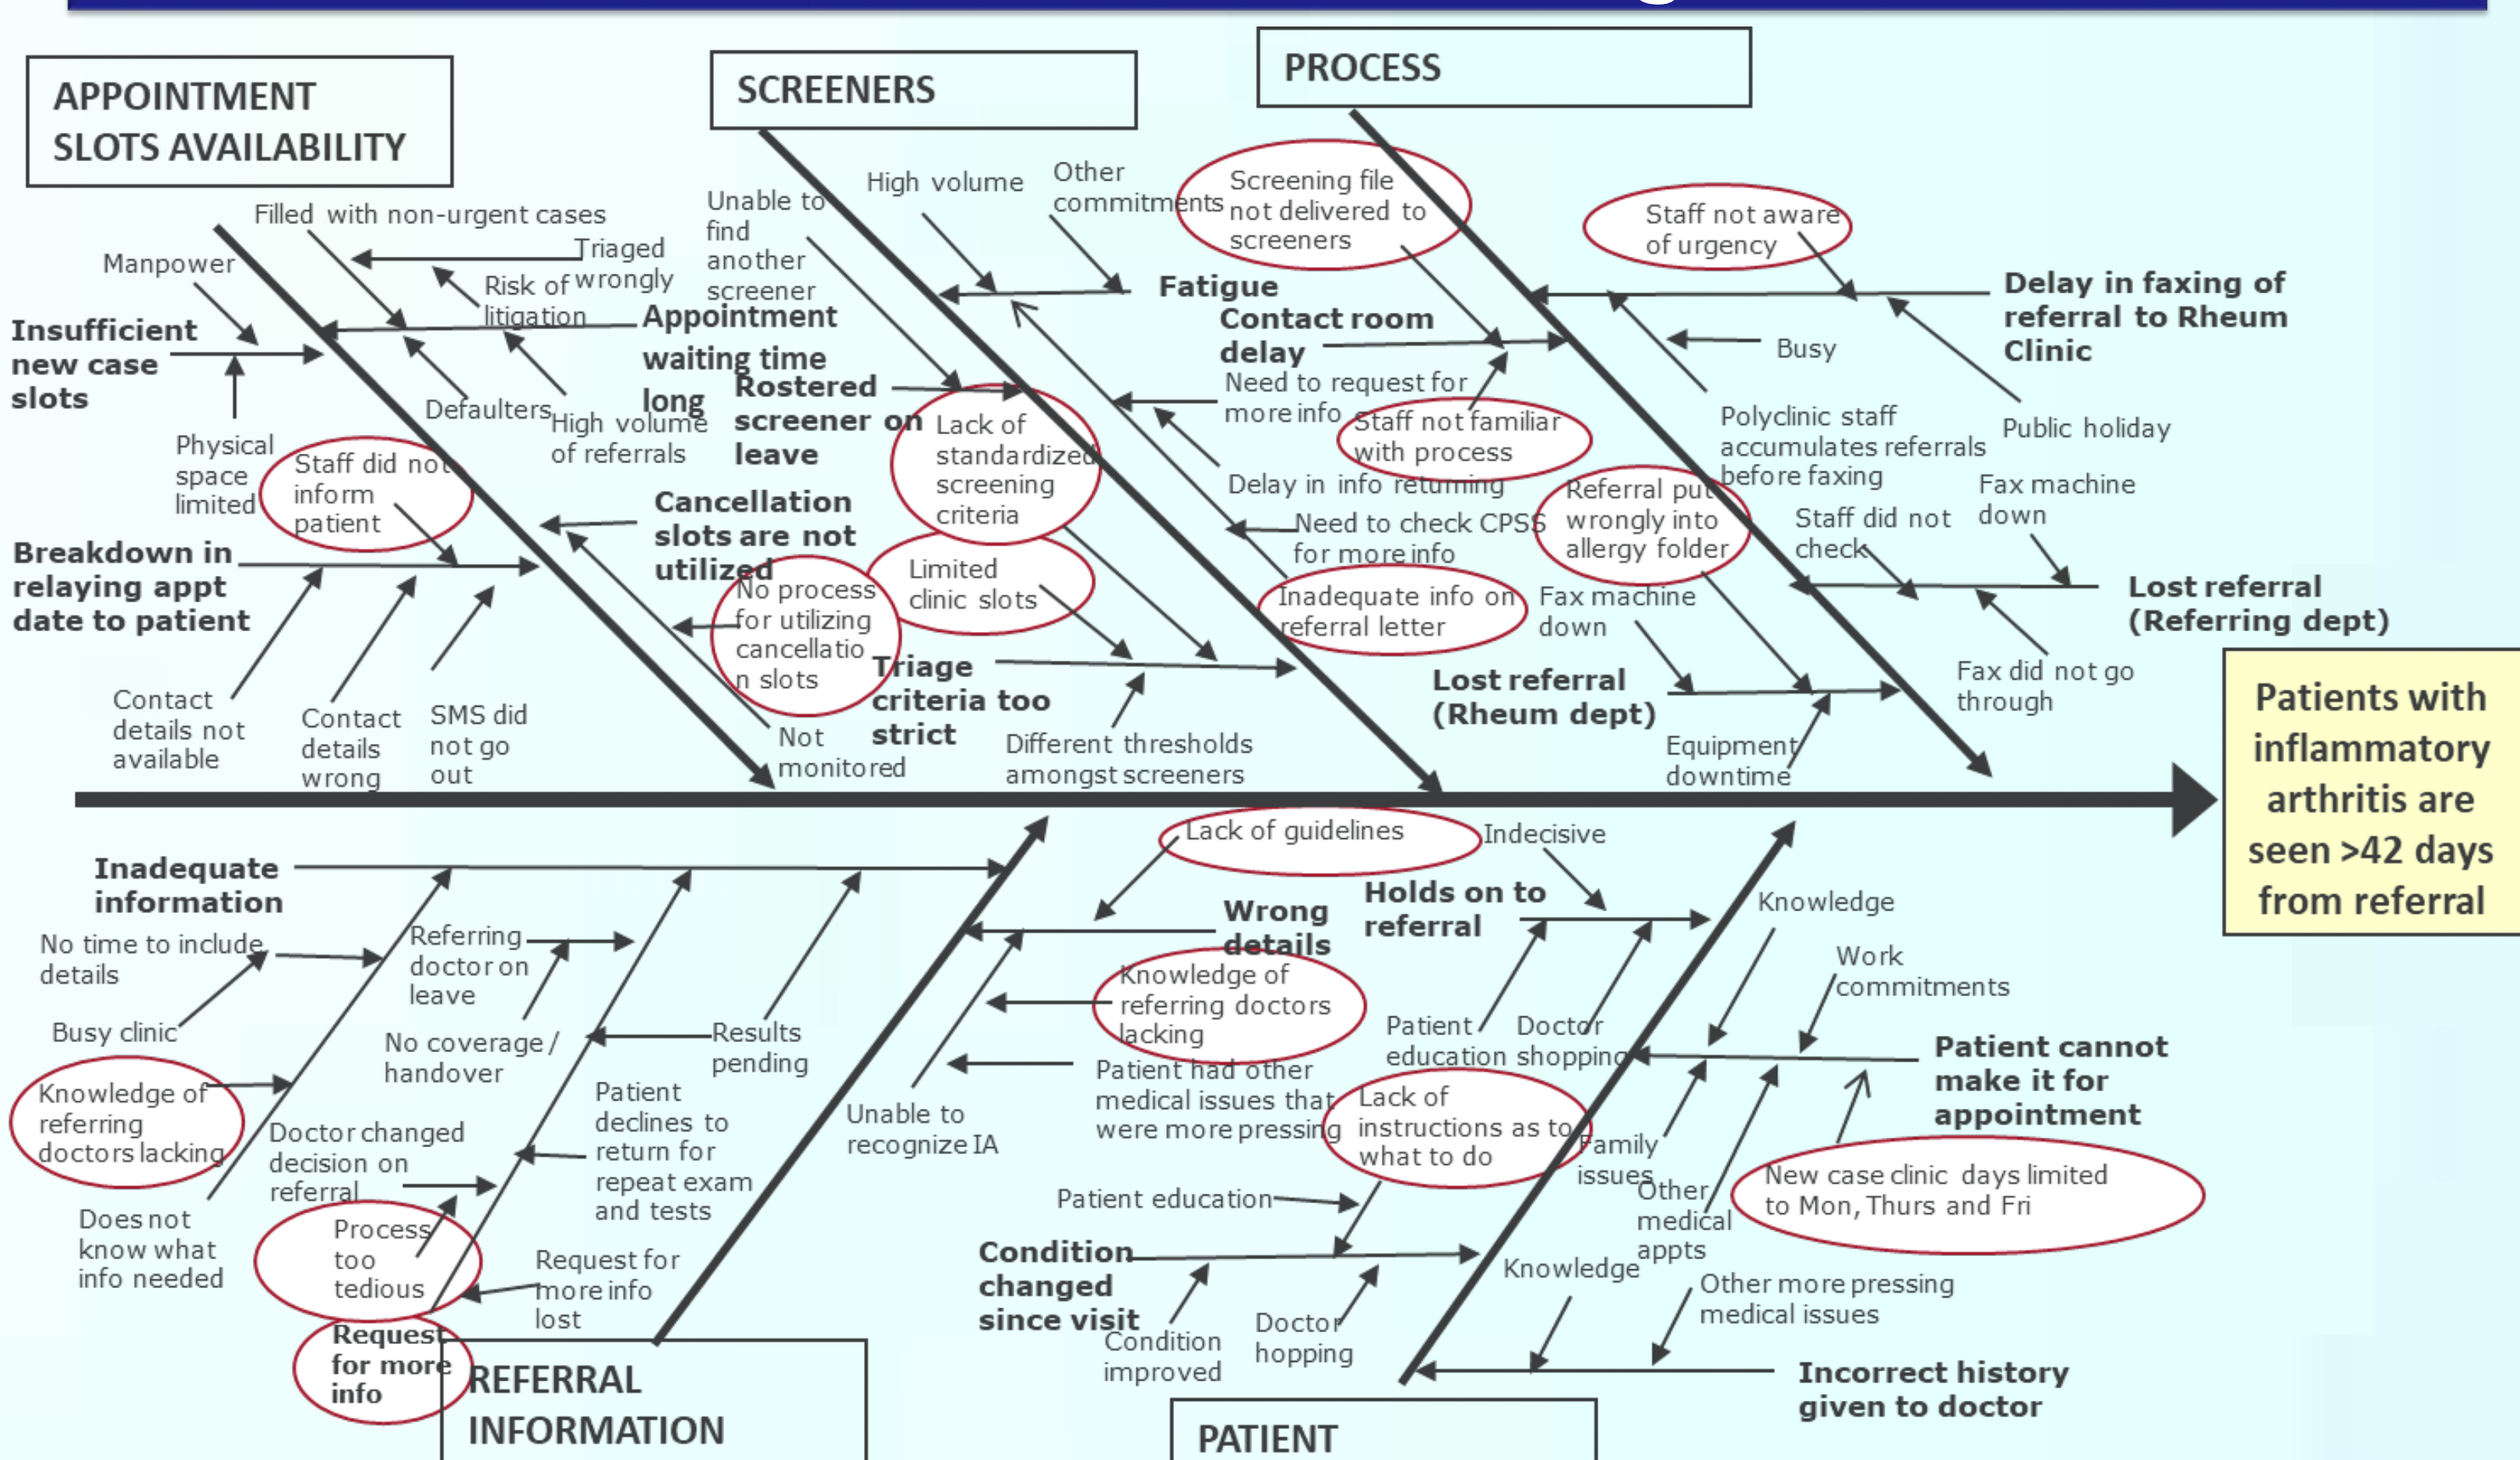 APPOINTMENT
SLOTS AVAILABILITY
Filled with non-urgent cases
Manpower
Triaged
wrongly
Risk of
litigation
Insufficient
new case
slots
Appointment
waiting time
long
Physical
space
limited
Defaulters
High volume
of referrals
Staff did not
inform
patient
Breakdown in
relaying appt
date to patient
Cancellation
slots are not
utilized
No process
for utilizing
cancellatio
n slots
Not
monitored
Contact
details not
available
Contact
details
wrong
SMS did
not go
out
SCREENERS
Unable to
find
another
screener
High volume
Other
commitments
Fatigue
Rostered
screener on
leave
Lack of
standardized
screening
criteria
Limited
clinic slots
Triage
criteria too
strict
Different thresholds
amongst screeners
Need to request for
more info
Delay in info returning
Need to check CPSS
for more info
Inadequate info on
referral letter
PROCESS
Screening file
not delivered to
screeners
Contact room
delay
Staff not familiar
with process
Staff not aware
of urgency
Delay in faxing of
referral to Rheum
Clinic
Busy
Polyclinic staff
accumulates referrals
before faxing
Public holiday
Referral put
wrongly into
allergy folder
Staff did not
check
Fax machine
down
Lost referral
(Referring dept)
Fax did not go
through
Fax machine
down
Lost referral
(Rheum dept)
Equipment
downtime
Patients with
inflammatory
arthritis are
seen >42 days
from referral
Inadequate
information
No time to include
details
Busy clinic
Knowledge of
referring
doctors lacking
Does not
know what
info needed
Referring
doctor on
leave
No coverage/
handover
Results
pending
Doctor changed
decision on
referral
Process
too
tedious
Patient
declines to
return for
repeat exam
and tests
Request for
more info
lost
Request
for more
info
REFERRAL
INFORMATION
Lack of guidelines
Wrong
details
Knowledge of
referring doctors
lacking
Patient had other
medical issues that
were more pressing
Unable to
recognize IA
Indecisive
Holds on to
referral
Patient
education
Doctor
shopping
Knowledge
Work
commitments
Patient cannot
make it for
appointment
Family
issues
Other
medical
appts
New case clinic days limited
to Mon, Thurs and Fri
Lack of
instructions as to
what to do
Patient education
Condition
changed
since visit
Condition
improved
Doctor
hopping
Knowledge
Other more pressing
medical issues
Incorrect history
given to doctor
PATIENT